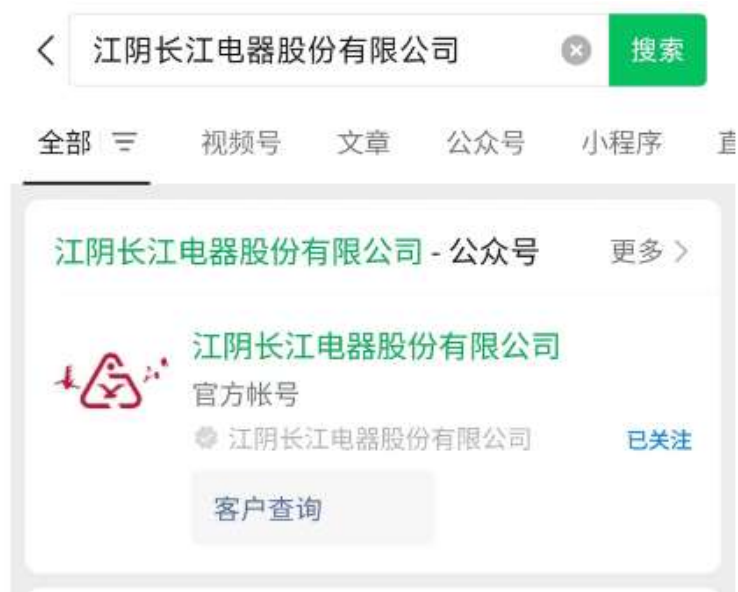 江阴长江电器股份有限公司 搜索
全部 视频号 文章 公众号 小程序
江阴长江电器股份有限公司 - 公众号 更多
江阴长江电器股份有限公司
官方帐号
江阴长江电器股份有限公司 已关注
客户查询